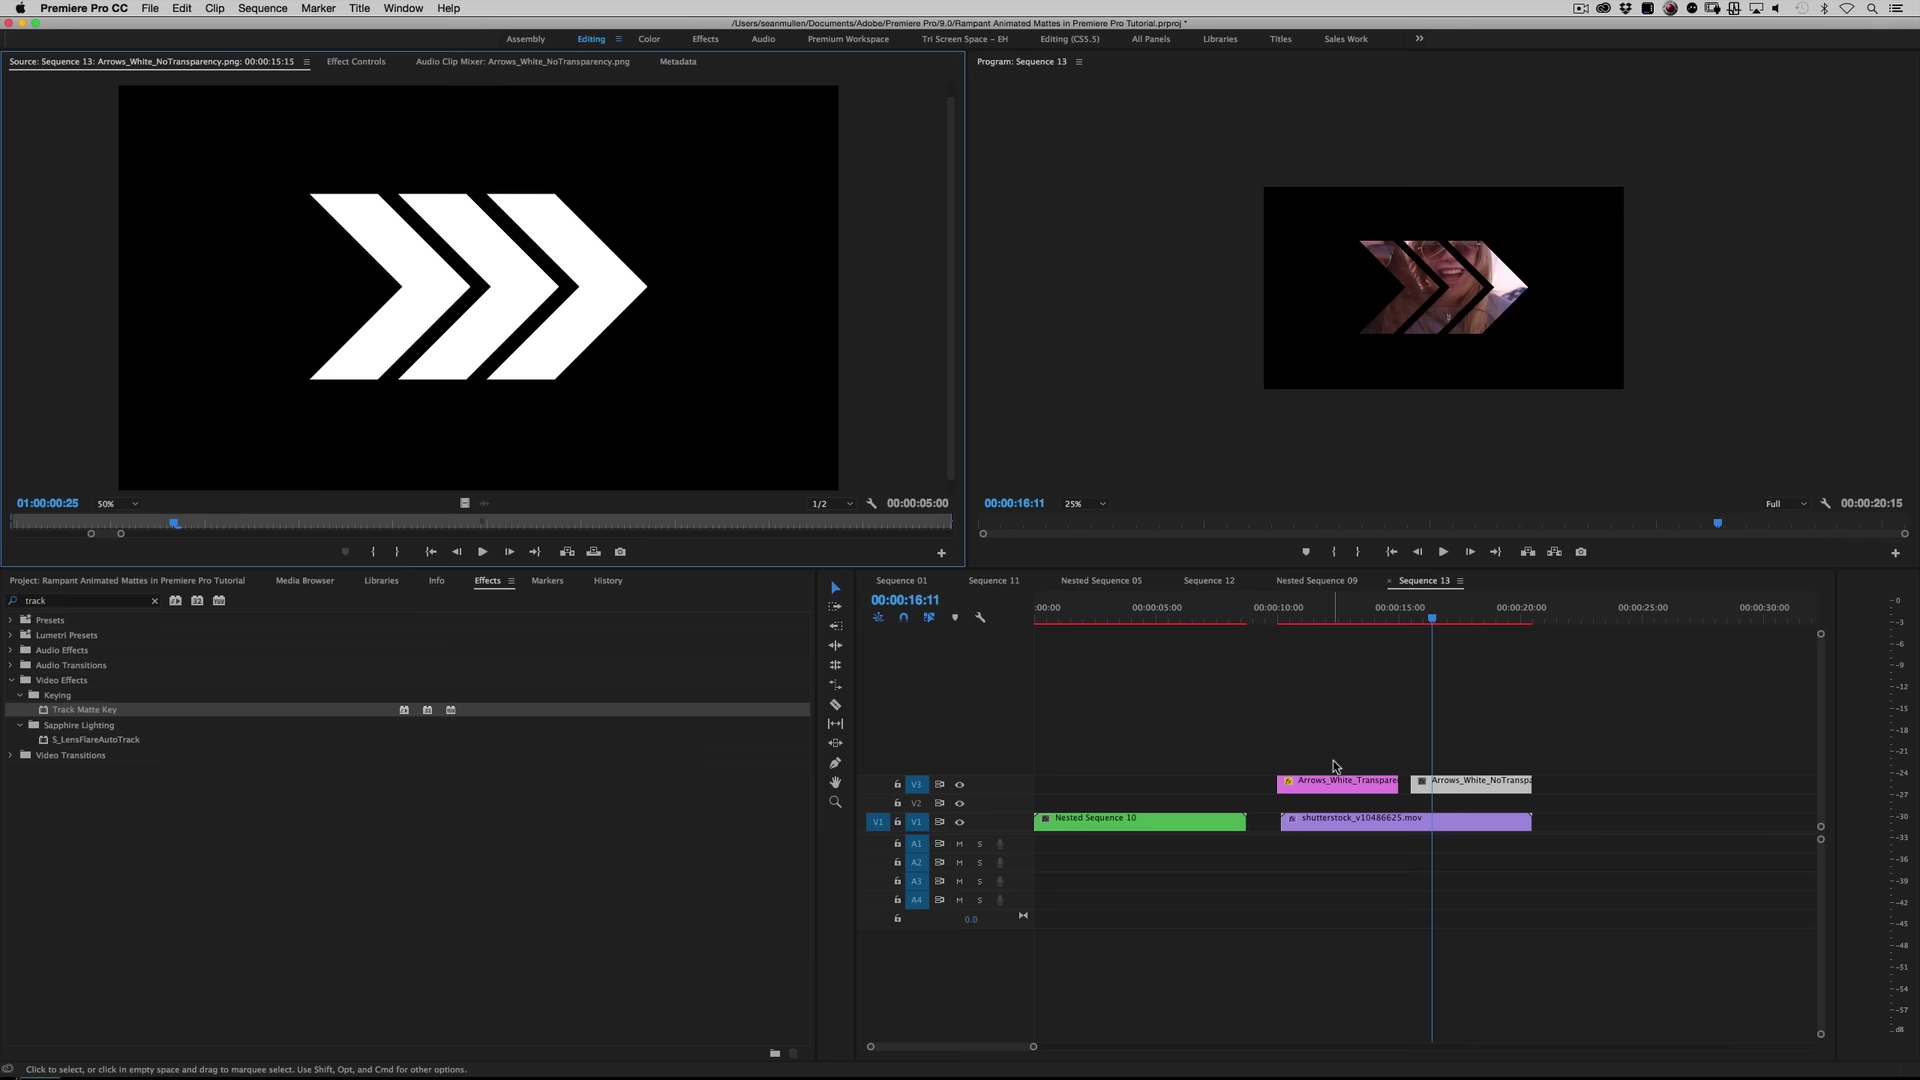 Premiere Pro CC File Edit Clip Sequence Marker Title Window Help
/Users/seanmullen/Documents/Adobe/Premiere Pro/9.0/Rampant Animated Mattes in Premiere Pro Tutorial.prproj *
Assembly Editing Color Effects Audio Premium Workspace Tri Screen Space - EH Editing (CS5.5) All Panels Libraries Titles Sales Work
Source: Sequence 13: Arrows_White_NoTransparency.png: 00:00:15:15 Effect Controls Audio Clip Mixer: Arrows_White_NoTransparency.png Metadata
Program: Sequence 13
01:00:00:25 50% 1/2 00:00:05:00
00:00:16:11 25% Full 00:00:20:15
Project: Rampant Animated Mattes in Premiere Pro Tutorial Media Browser Libraries Info Effects Markers History
track
Presets
Lumetri Presets
Audio Effects
Audio Transitions
Video Effects
Keying
Track Matte Key
Sapphire Lighting
S_LensFlareAutoTrack
Video Transitions
Sequence 01 Sequence 11 Nested Sequence 05 Sequence 12 Nested Sequence 09 × Sequence 13
00:00:16:11
:00:00 00:00:05:00 00:00:10:00 00:00:15:00 00:00:20:00 00:00:25:00 00:00:30:00
V3 Arrows_White_Transparen Arrows_White_NoTranspa
V2
V1 V1 Nested Sequence 10 shutterstock_v10486625.mov
A1 M S
A2 M S
A3 M S
A4 M S
0.0
0
-3
-6
-9
-12
-15
-18
-21
-24
-27
-30
-33
-36
-39
-42
-45
-48
-51
-54
-57
dB
Click to select, or click in empty space and drag to marquee select. Use Shift, Opt, and Cmd for other options.